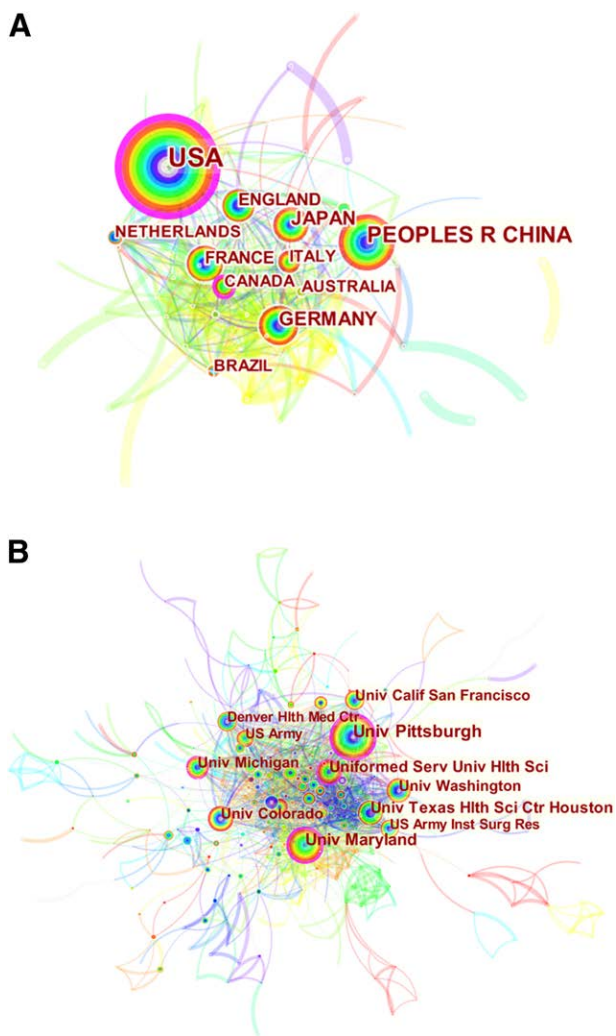 A
USA
ENGLAND
JAPAN
NETHERLANDS
PEOPLES R CHINA
FRANCE
ITALY
CANADA
AUSTRALIA
GERMANY
BRAZIL
B
Univ Calif San Francisco
Denver Hlth Med Ctr
US Army
Univ Pittsburgh
Univ Michigan
Uniformed Serv Univ Hlth Sci
Univ Washington
Univ Texas Hlth Sci Ctr Houston
Univ Colorado
US Army Inst Surg Res
Univ Maryland